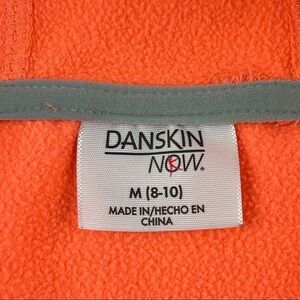 DANSKIN
NOW.
M (8-10)
MADE IN/HECHO EN
CHINA